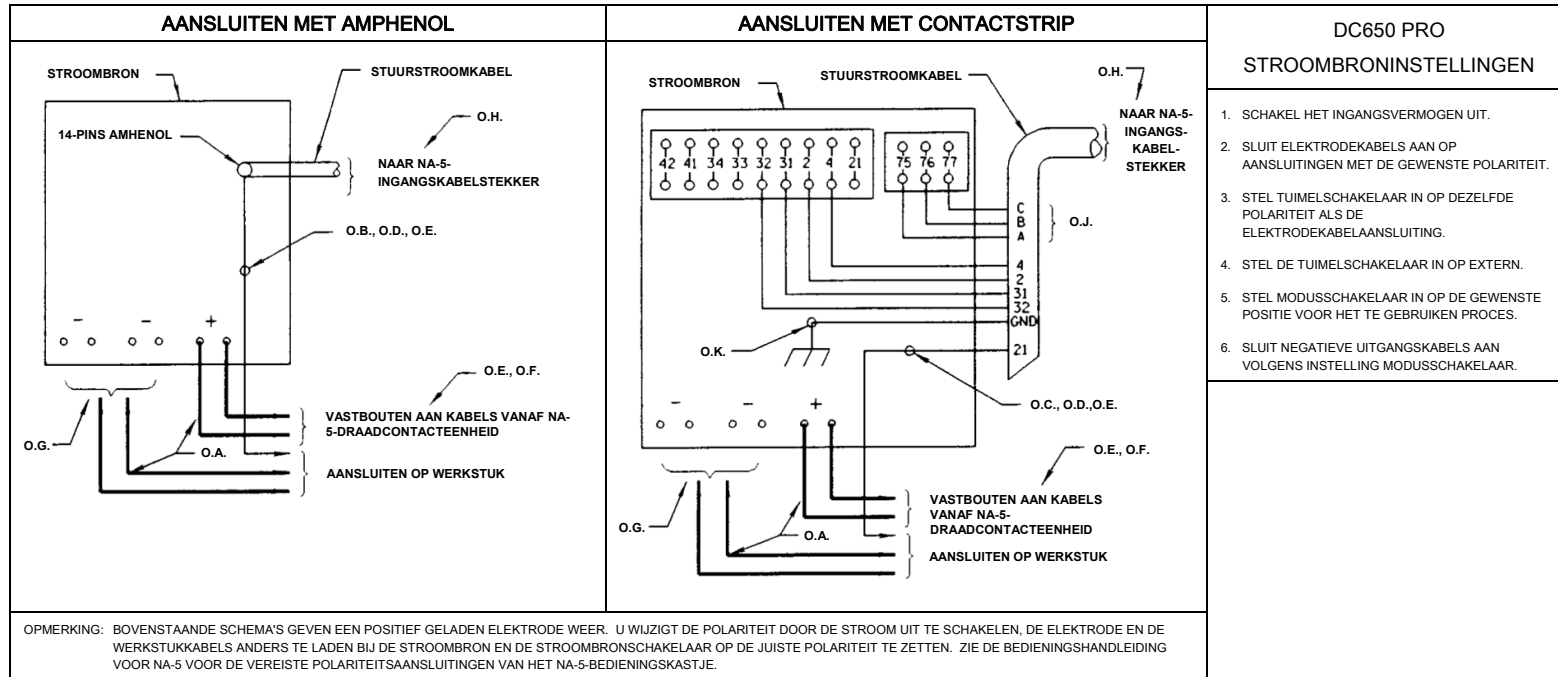 AANSLUITEN MET AMPHENOL
STROOMBRON
STUURSTROOMKABEL
14-PINS AMHENOL
O.H.
NAAR NA-5-
INGANGSKABELSTEKKER
O.B., O.D., O.E.
- - +
O.E., O.F.
VASTBOUTEN AAN KABELS VANAF NA-
5-DRAADCONTACTEENHEID
O.G.
O.A.
AANSLUITEN OP WERKSTUK
AANSLUITEN MET CONTACTSTRIP
STROOMBRON
STUURSTROOMKABEL
O.H.
NAAR NA-5-
INGANGS-
KABEL-
STEKKER
42 41 34 33 32 31 2 4 21
75 76 77
C
B
A
O.J.
4
2
31
32
GND
21
O.K.
O.C., O.D.,O.E.
- - +
O.E., O.F.
VASTBOUTEN AAN KABELS
VANAF NA-5-
DRAADCONTACTEENHEID
O.G.
O.A.
AANSLUITEN OP WERKSTUK
DC650 PRO
STROOMBRONINSTELLINGEN
1. SCHAKEL HET INGANGSVERMOGEN UIT.
2. SLUIT ELEKTRODEKABELS AAN OP
AANSLUITINGEN MET DE GEWENSTE POLARITEIT.
3. STEL TUIMELSCHAKELAAR IN OP DEZELFDE
POLARITEIT ALS DE
ELEKTRODEKABELAANSLUITING.
4. STEL DE TUIMELSCHAKELAAR IN OP EXTERN.
5. STEL MODUSSCHAKELAAR IN OP DE GEWENSTE
POSITIE VOOR HET TE GEBRUIKEN PROCES.
6. SLUIT NEGATIEVE UITGANGSKABELS AAN
VOLGENS INSTELLING MODUSSCHAKELAAR.
OPMERKING: BOVENSTAANDE SCHEMA'S GEVEN EEN POSITIEF GELADEN ELEKTRODE WEER. U WIJZIGT DE POLARITEIT DOOR DE STROOM UIT TE SCHAKELEN, DE ELEKTRODE EN DE
WERKSTUKKABELS ANDERS TE LADEN BIJ DE STROOMBRON EN DE STROOMBRONSCHAKELAAR OP DE JUISTE POLARITEIT TE ZETTEN. ZIE DE BEDIENINGSHANDLEIDING
VOOR NA-5 VOOR DE VEREISTE POLARITEITSAANSLUITINGEN VAN HET NA-5-BEDIENINGSKASTJE.